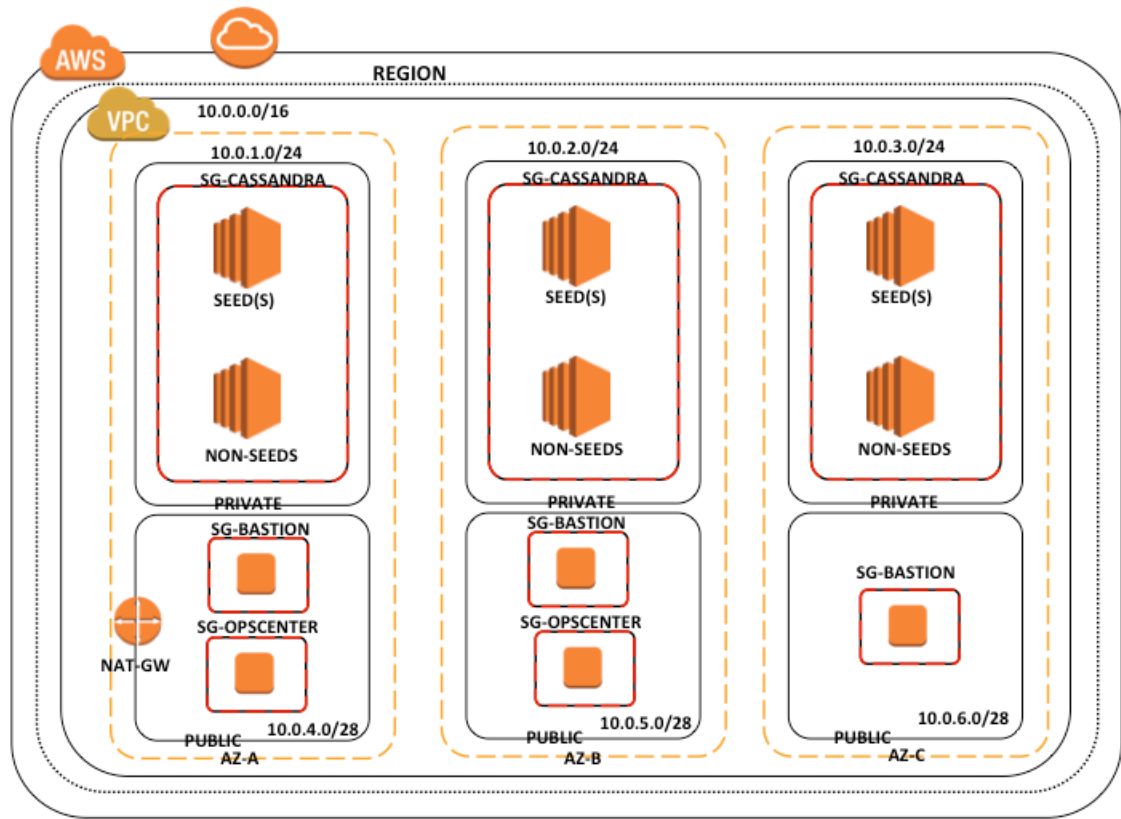 AWS
REGION
VPC
10.0.0.0/16
10.0.1.0/24
SG-CASSANDRA
SEED(S)
NON-SEEDS
PRIVATE
SG-BASTION
SG-OPSCENTER
NAT-GW
10.0.4.0/28
PUBLIC
AZ-A
10.0.2.0/24
SG-CASSANDRA
SEED(S)
NON-SEEDS
PRIVATE
SG-BASTION
SG-OPSCENTER
10.0.5.0/28
PUBLIC
AZ-B
10.0.3.0/24
SG-CASSANDRA
SEED(S)
NON-SEEDS
PRIVATE
SG-BASTION
10.0.6.0/28
PUBLIC
AZ-C